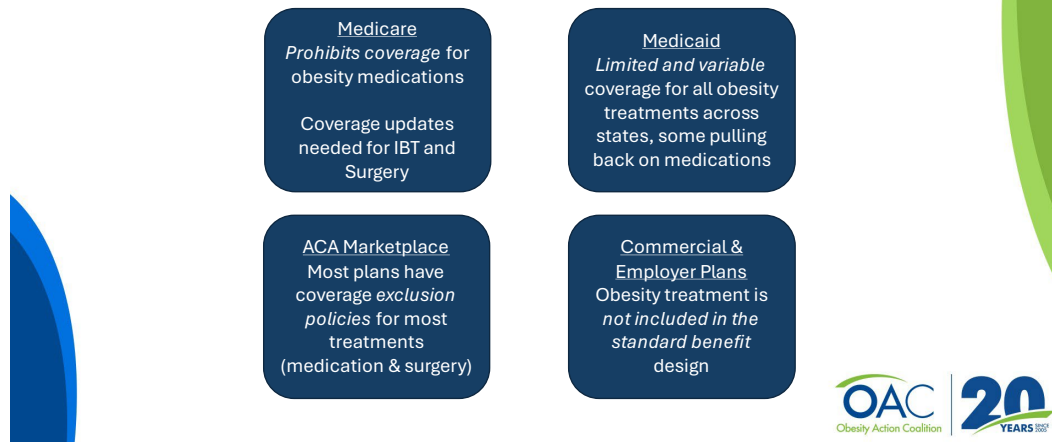 Medicare
Prohibits coverage for
obesity medications
Coverage updates
needed for IBT and
Surgery
Medicaid
Limited and variable
coverage for all obesity
treatments across
states, some pulling
back on medications
ACA Marketplace
Most plans have
coverage exclusion
policies for most
treatments
(medication & surgery)
Commercial &
Employer Plans
Obesity treatment is
not included in the
standard benefit
design
OAC
Obesity Action Coalition
20
YEARS SINCE 2005